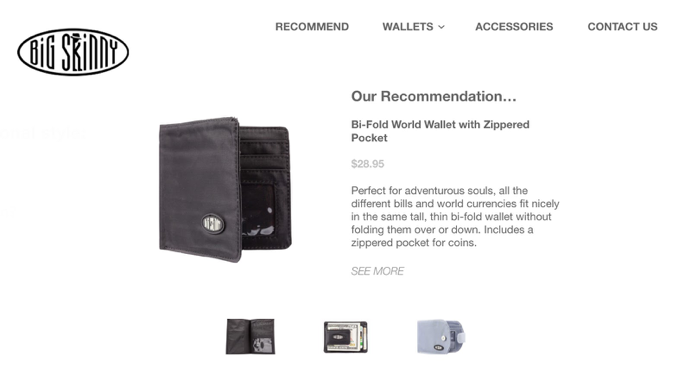 BiG SKiNNY
RECOMMEND
WALLETS
ACCESSORIES
CONTACT US
Our Recommendation...
Bi-Fold World Wallet with Zippered
Pocket
$28.95
Perfect for adventurous souls, all the
different bills and world currencies fit nicely
in the same tall, thin bi-fold wallet without
folding them over or down. Includes a
zippered pocket for coins.
SEE MORE